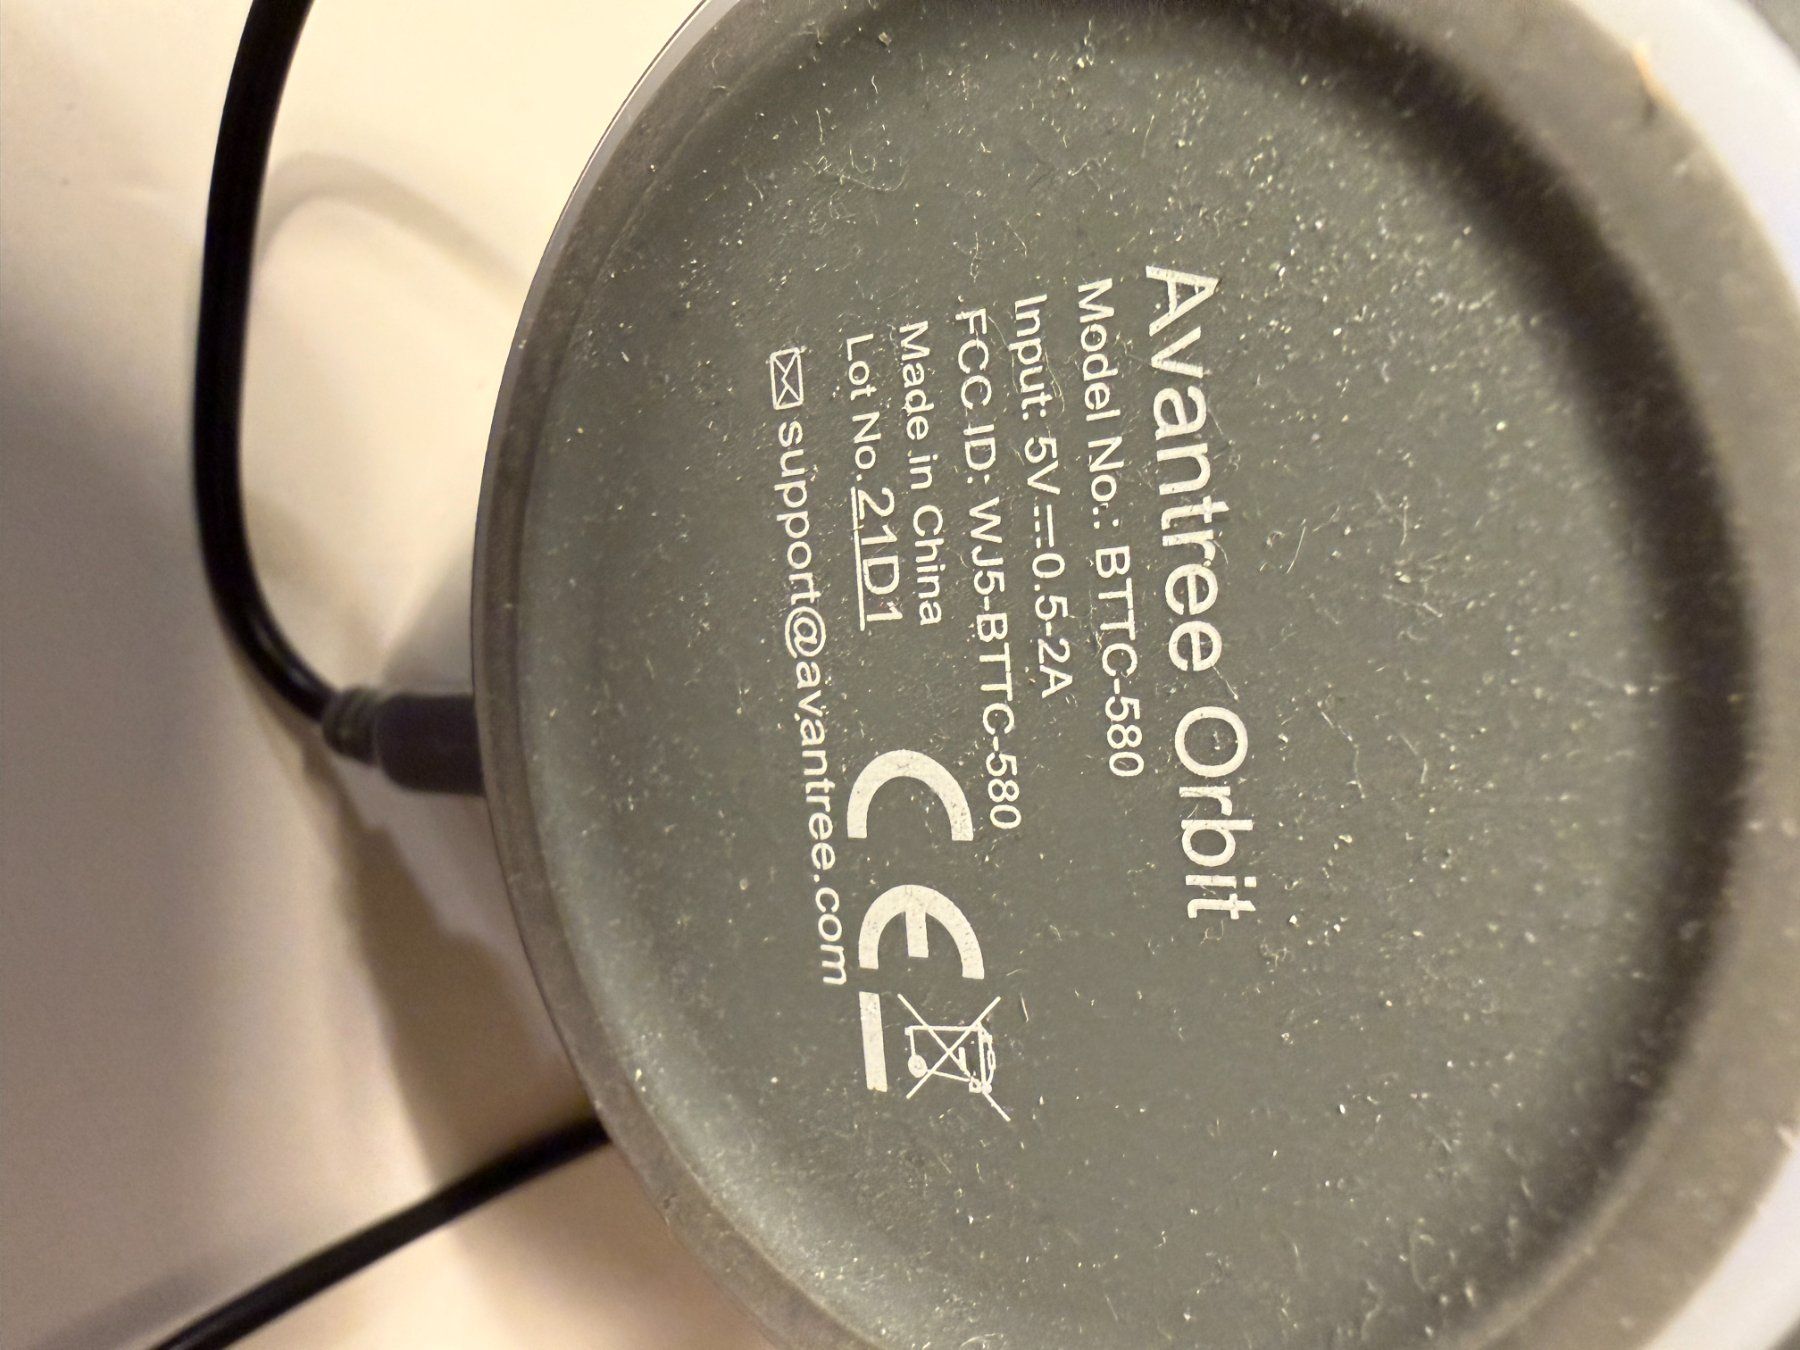 Avantree Orbit
Model No.: BTTC-580
Input: 5V⎓0.5-2A
FCC ID: WJ5-BTTC-580
Made in China
Lot No. 21D1
CE
support@avantree.com